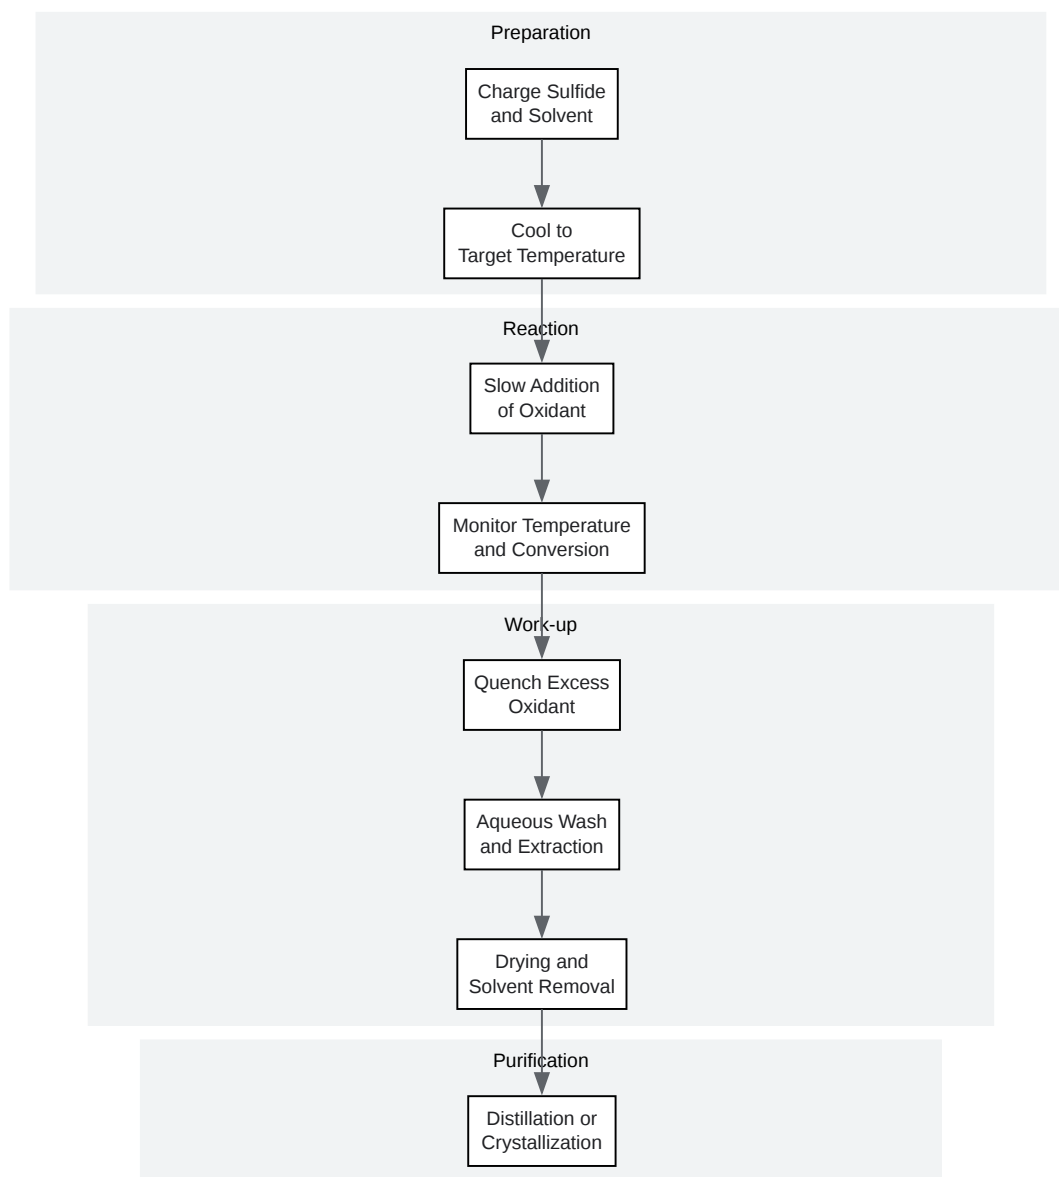 Preparation
Charge Sulfide
and Solvent
Cool to
Target Temperature
Reaction
Slow Addition
of Oxidant
Monitor Temperature
and Conversion
Work-up
Quench Excess
Oxidant
Aqueous Wash
and Extraction
Drying and
Solvent Removal
Purification
Distillation or
Crystallization